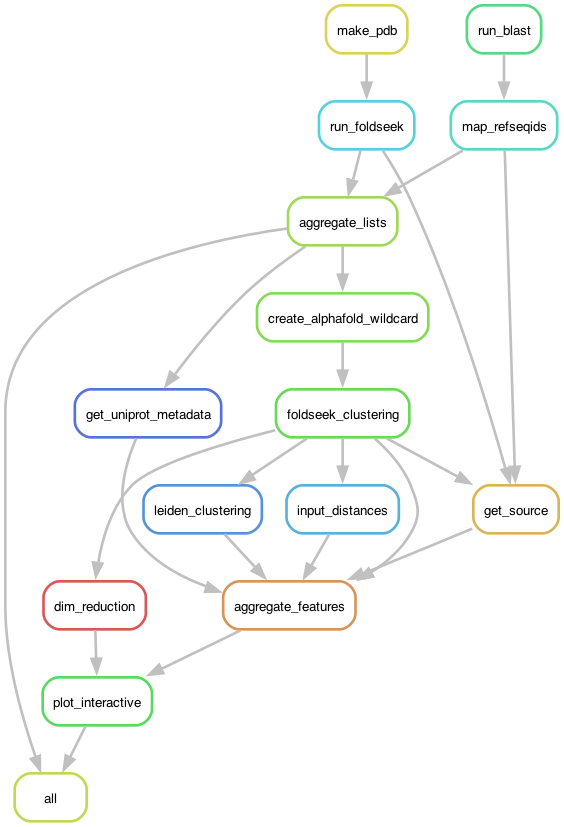 make_pdb
run_blast
run_foldseek
map_refseqids
aggregate_lists
create_alphafold_wildcard
get_uniprot_metadata
foldseek_clustering
leiden_clustering
input_distances
get_source
dim_reduction
aggregate_features
plot_interactive
all